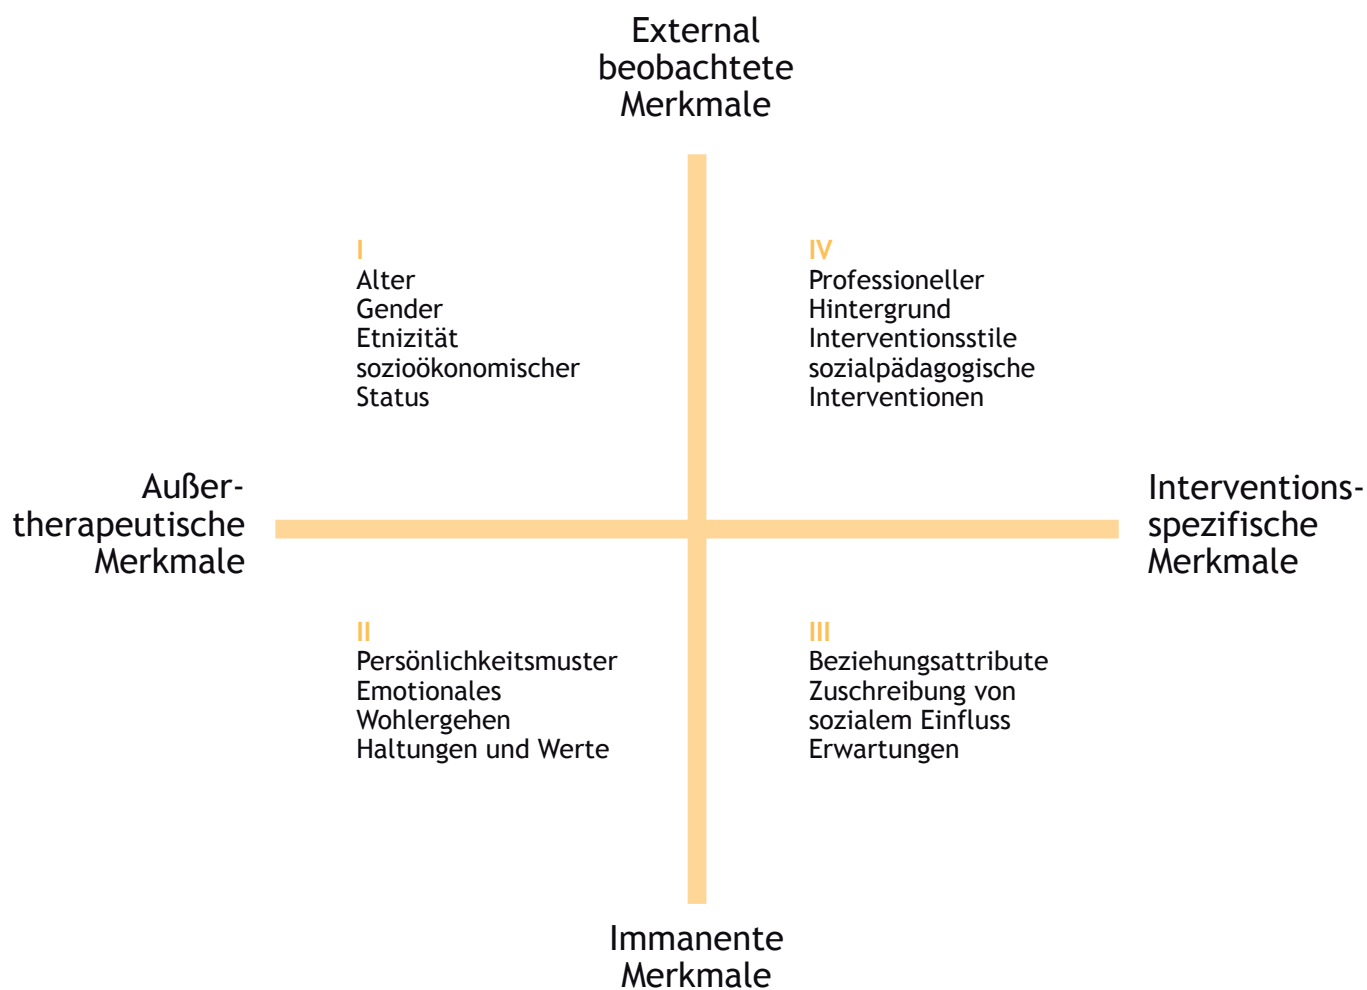 External
beobachtete
Merkmale
I
Alter
Gender
Etnizität
sozioökonomischer
Status
IV
Professioneller
Hintergrund
Interventionsstile
sozialpädagogische
Interventionen
Außer-
therapeutische
Merkmale
Interventions-
spezifische
Merkmale
II
Persönlichkeitsmuster
Emotionales
Wohlergehen
Haltungen und Werte
III
Beziehungsattribute
Zuschreibung von
sozialem Einfluss
Erwartungen
Immanente
Merkmale